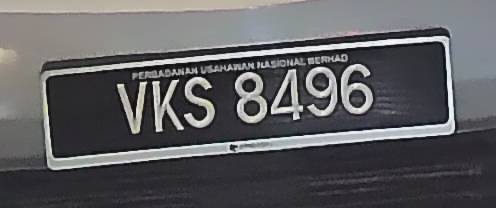 PERBADANAN USAHAWAN NASIONAL BERHAD
VKS 8496